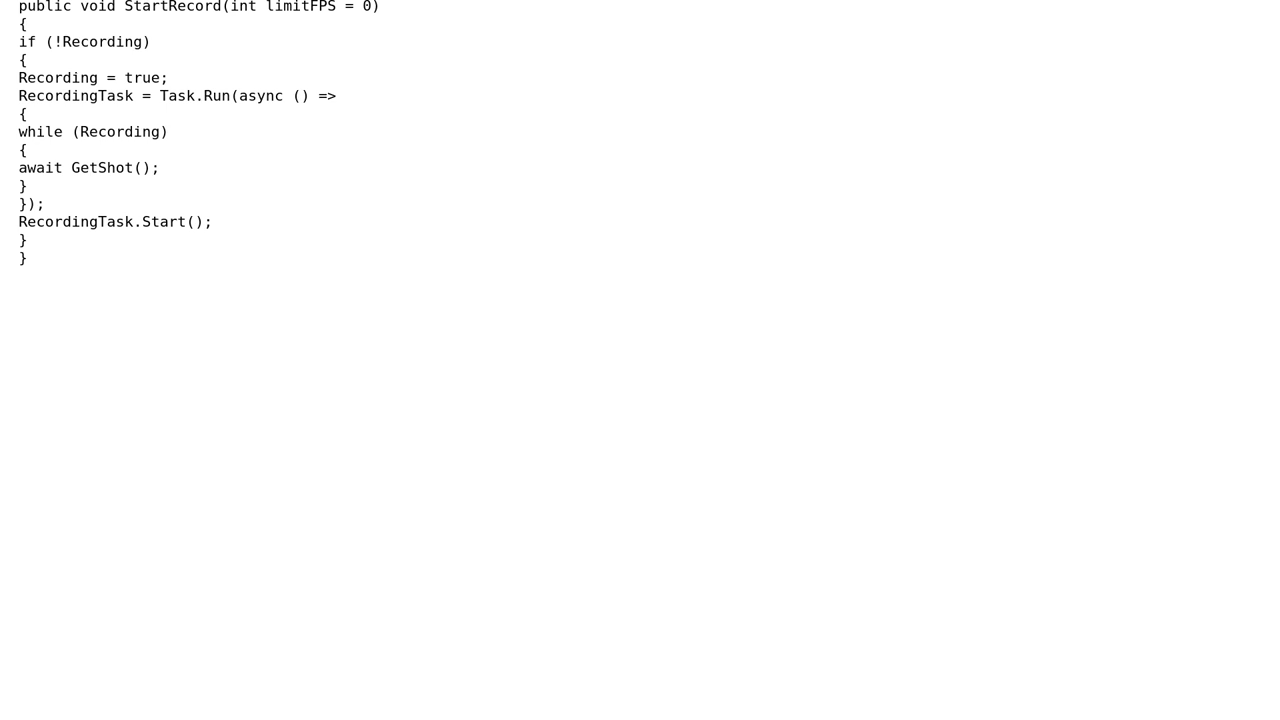 public void StartRecord(int limitFPS = 0)
{
if (!Recording)
{
Recording = true;
RecordingTask = Task.Run(async () =>
{
while (Recording)
{
await GetShot();
}
});
RecordingTask.Start();
}
}